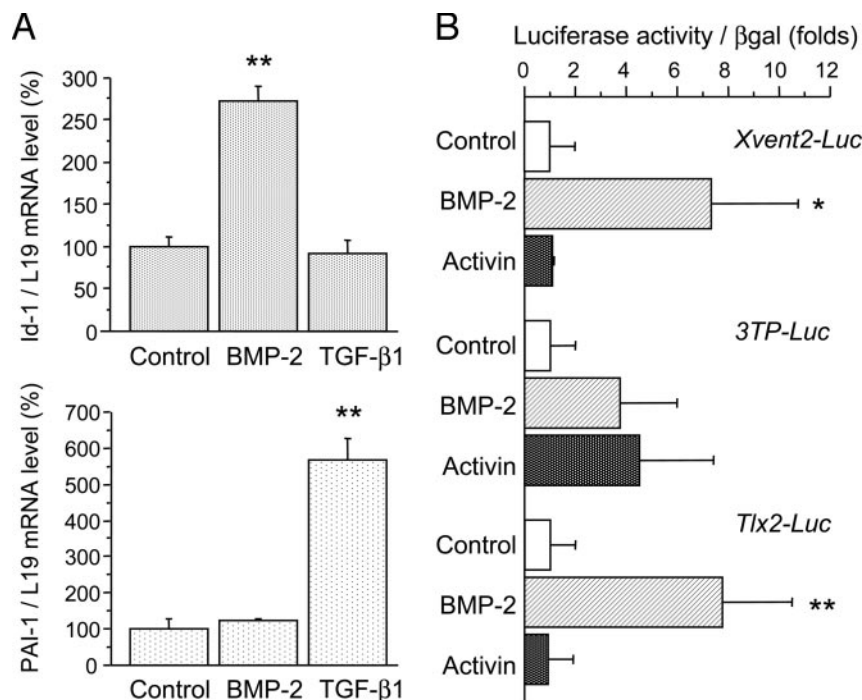 A
Id-1 / L19 mRNA level (%)
300
250
200
150
100
50
0
**
Control BMP-2 TGF-β1
PAI-1 / L19 mRNA level (%)
700
600
500
400
300
200
100
0
**
Control BMP-2 TGF-β1
B
Luciferase activity / βgal (folds)
0 2 4 6 8 10 12
Control
Xvent2-Luc
BMP-2
*
Activin
Control
3TP-Luc
BMP-2
Activin
Control
Tlx2-Luc
BMP-2
**
Activin